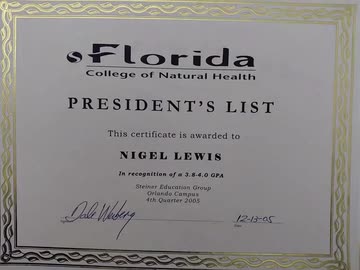 Florida
College of Natural Health
PRESIDENT'S LIST
This certificate is awarded to
NIGEL LEWIS
In recognition of a 3.8-4.0 GPA
Steiner Education Group
Orlando Campus
4th Quarter 2005
Dale 12-13-05